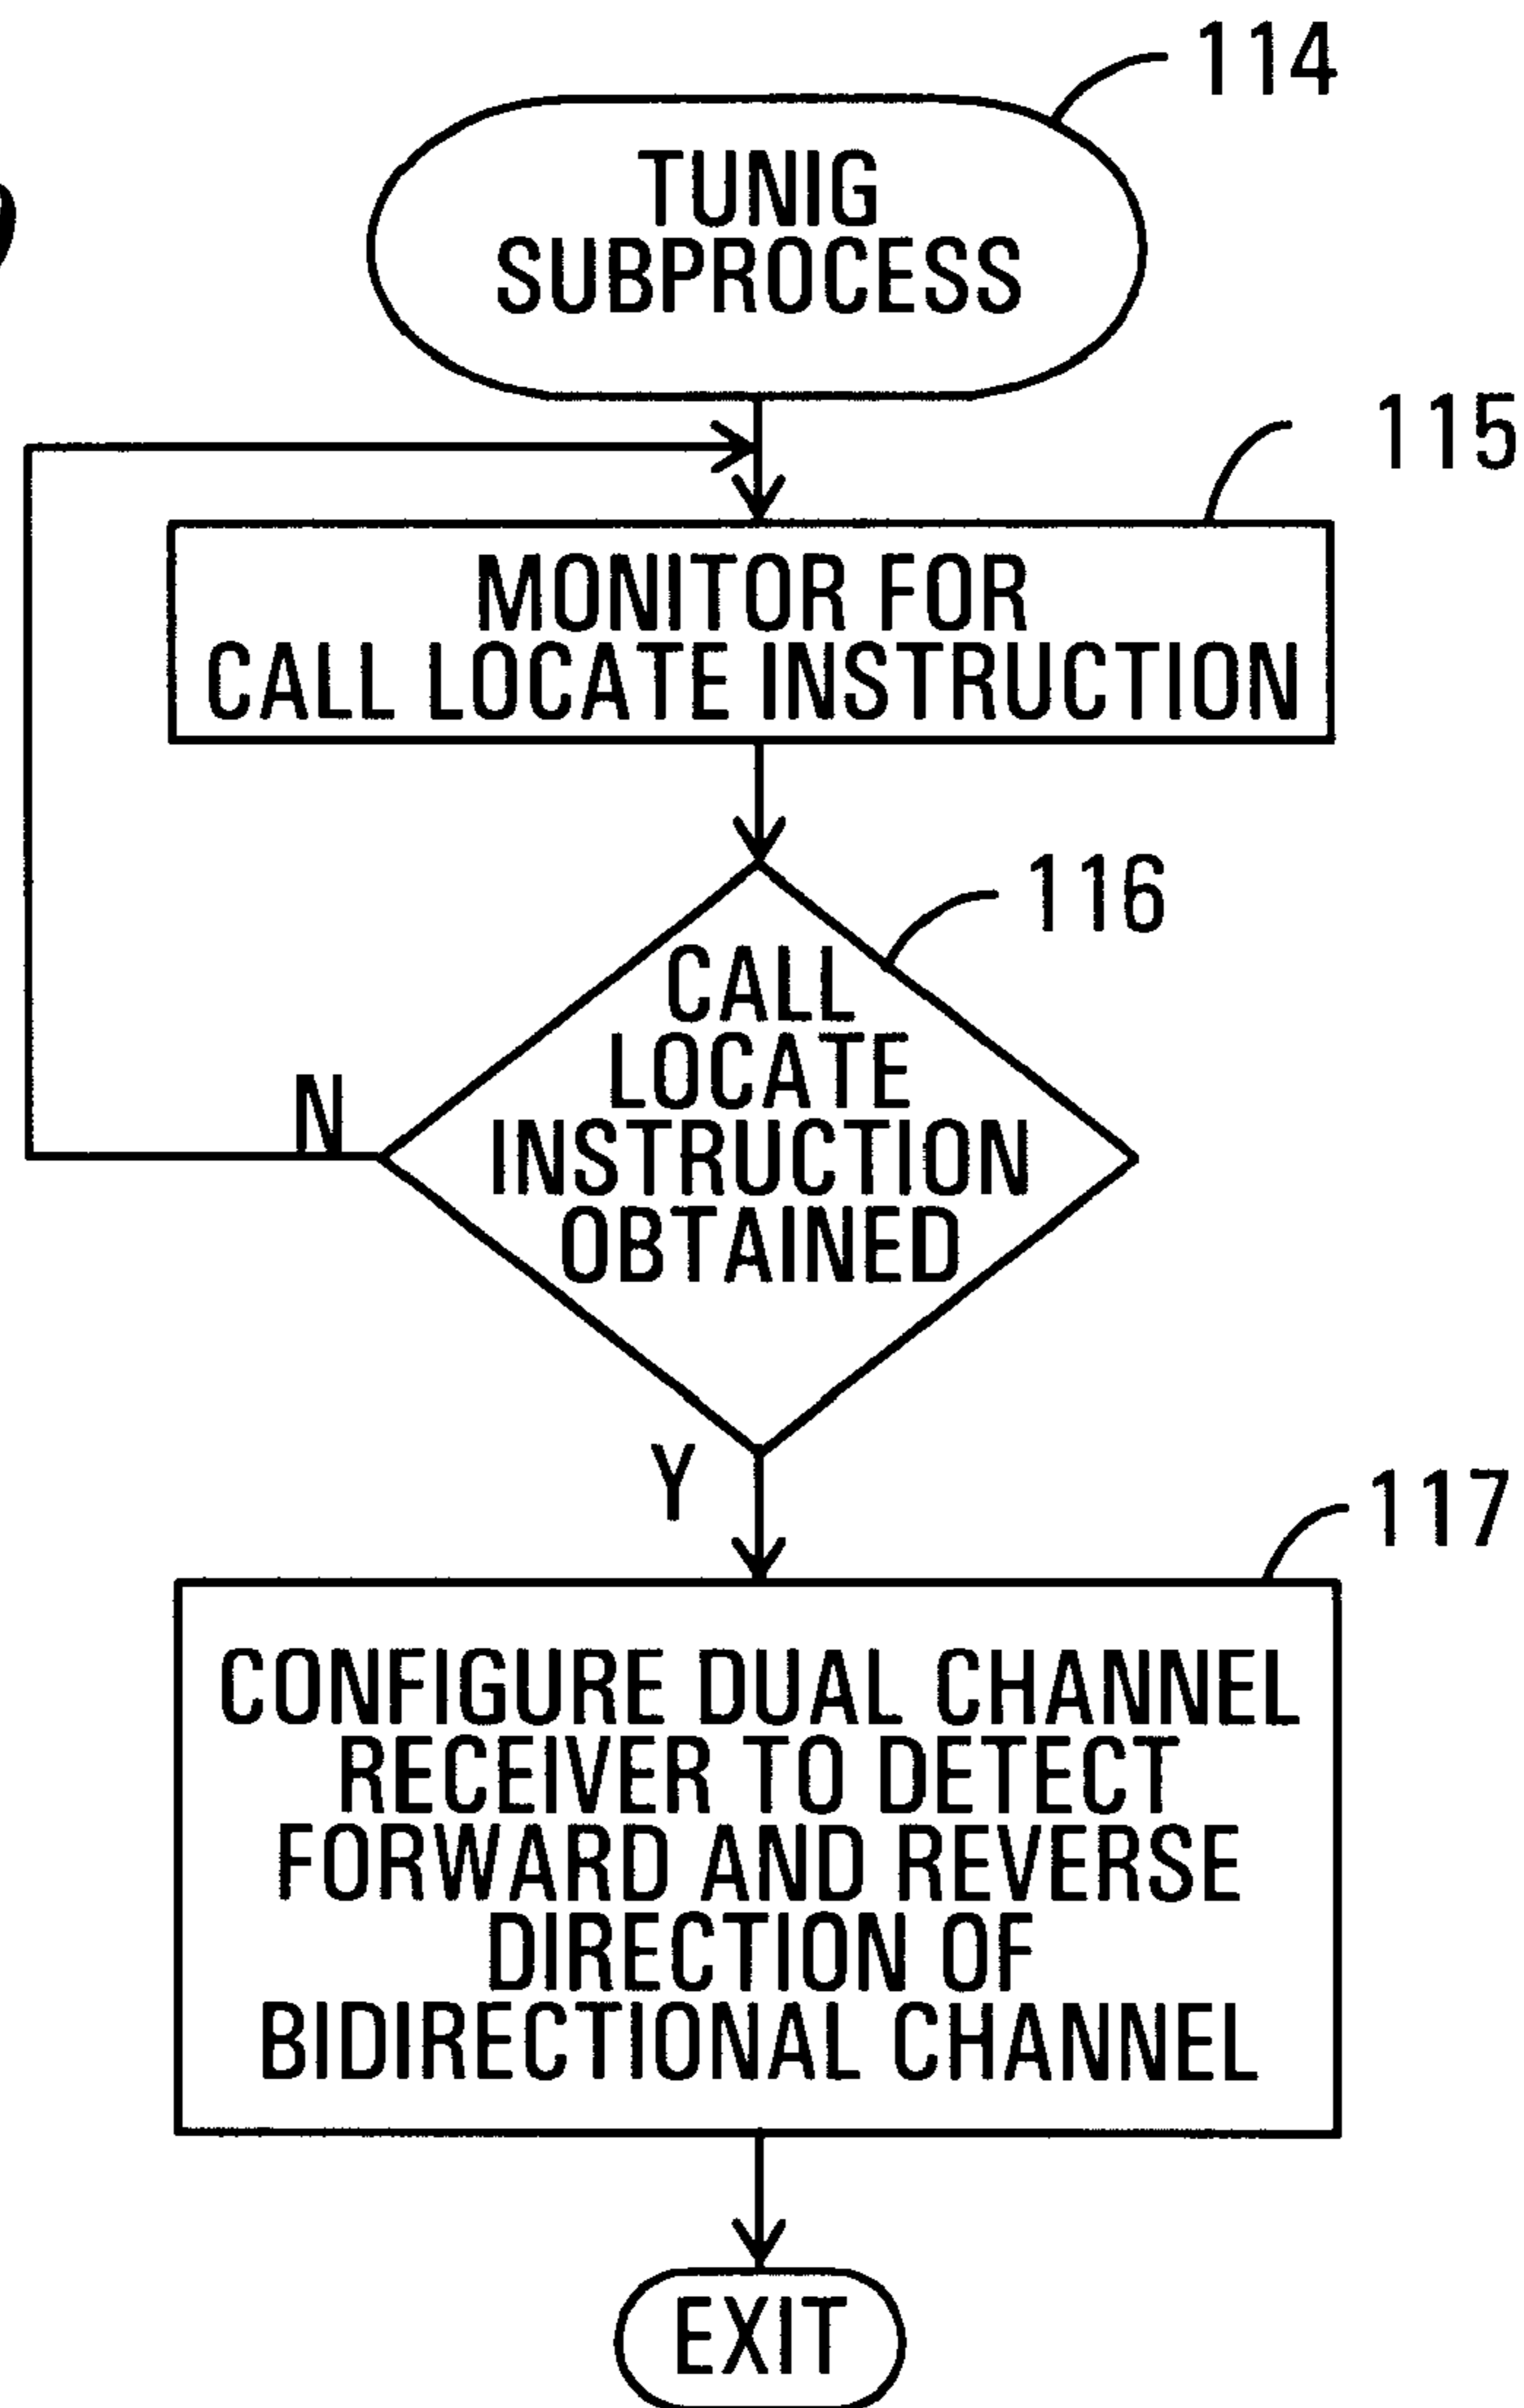 114
TUNIG
SUBPROCESS
115
MONITOR FOR
CALL LOCATE INSTRUCTION
116
CALL
LOCATE
INSTRUCTION
OBTAINED
N
Y
117
CONFIGURE DUAL CHANNEL
RECEIVER TO DETECT
FORWARD AND REVERSE
DIRECTION OF
BIDIRECTIONAL CHANNEL
EXIT